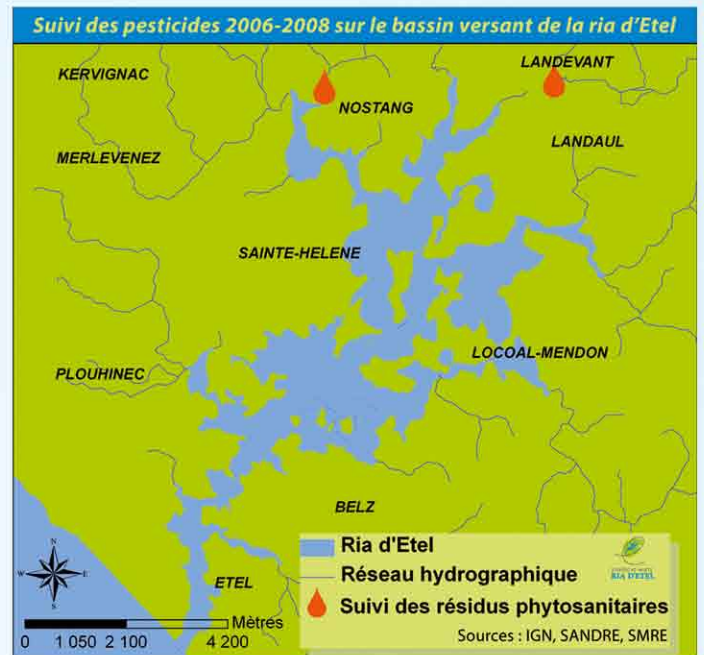 Suivi des pesticides 2006-2008 sur le bassin versant de la ria d'Etel
KERVIGNAC
LANDEVANT
NOSTANG
MERLEVENEZ
LANDAUL
SAINTE-HELENE
PLOUHINEC
LOCOAL-MENDON
BELZ
ETEL
N
W E
S
Mètres
0 1 050 2 100 4 200
Ria d'Etel
Réseau hydrographique
Suivi des résidus phytosanitaires
RIA D'ETEL
Sources : IGN, SANDRE, SMRE